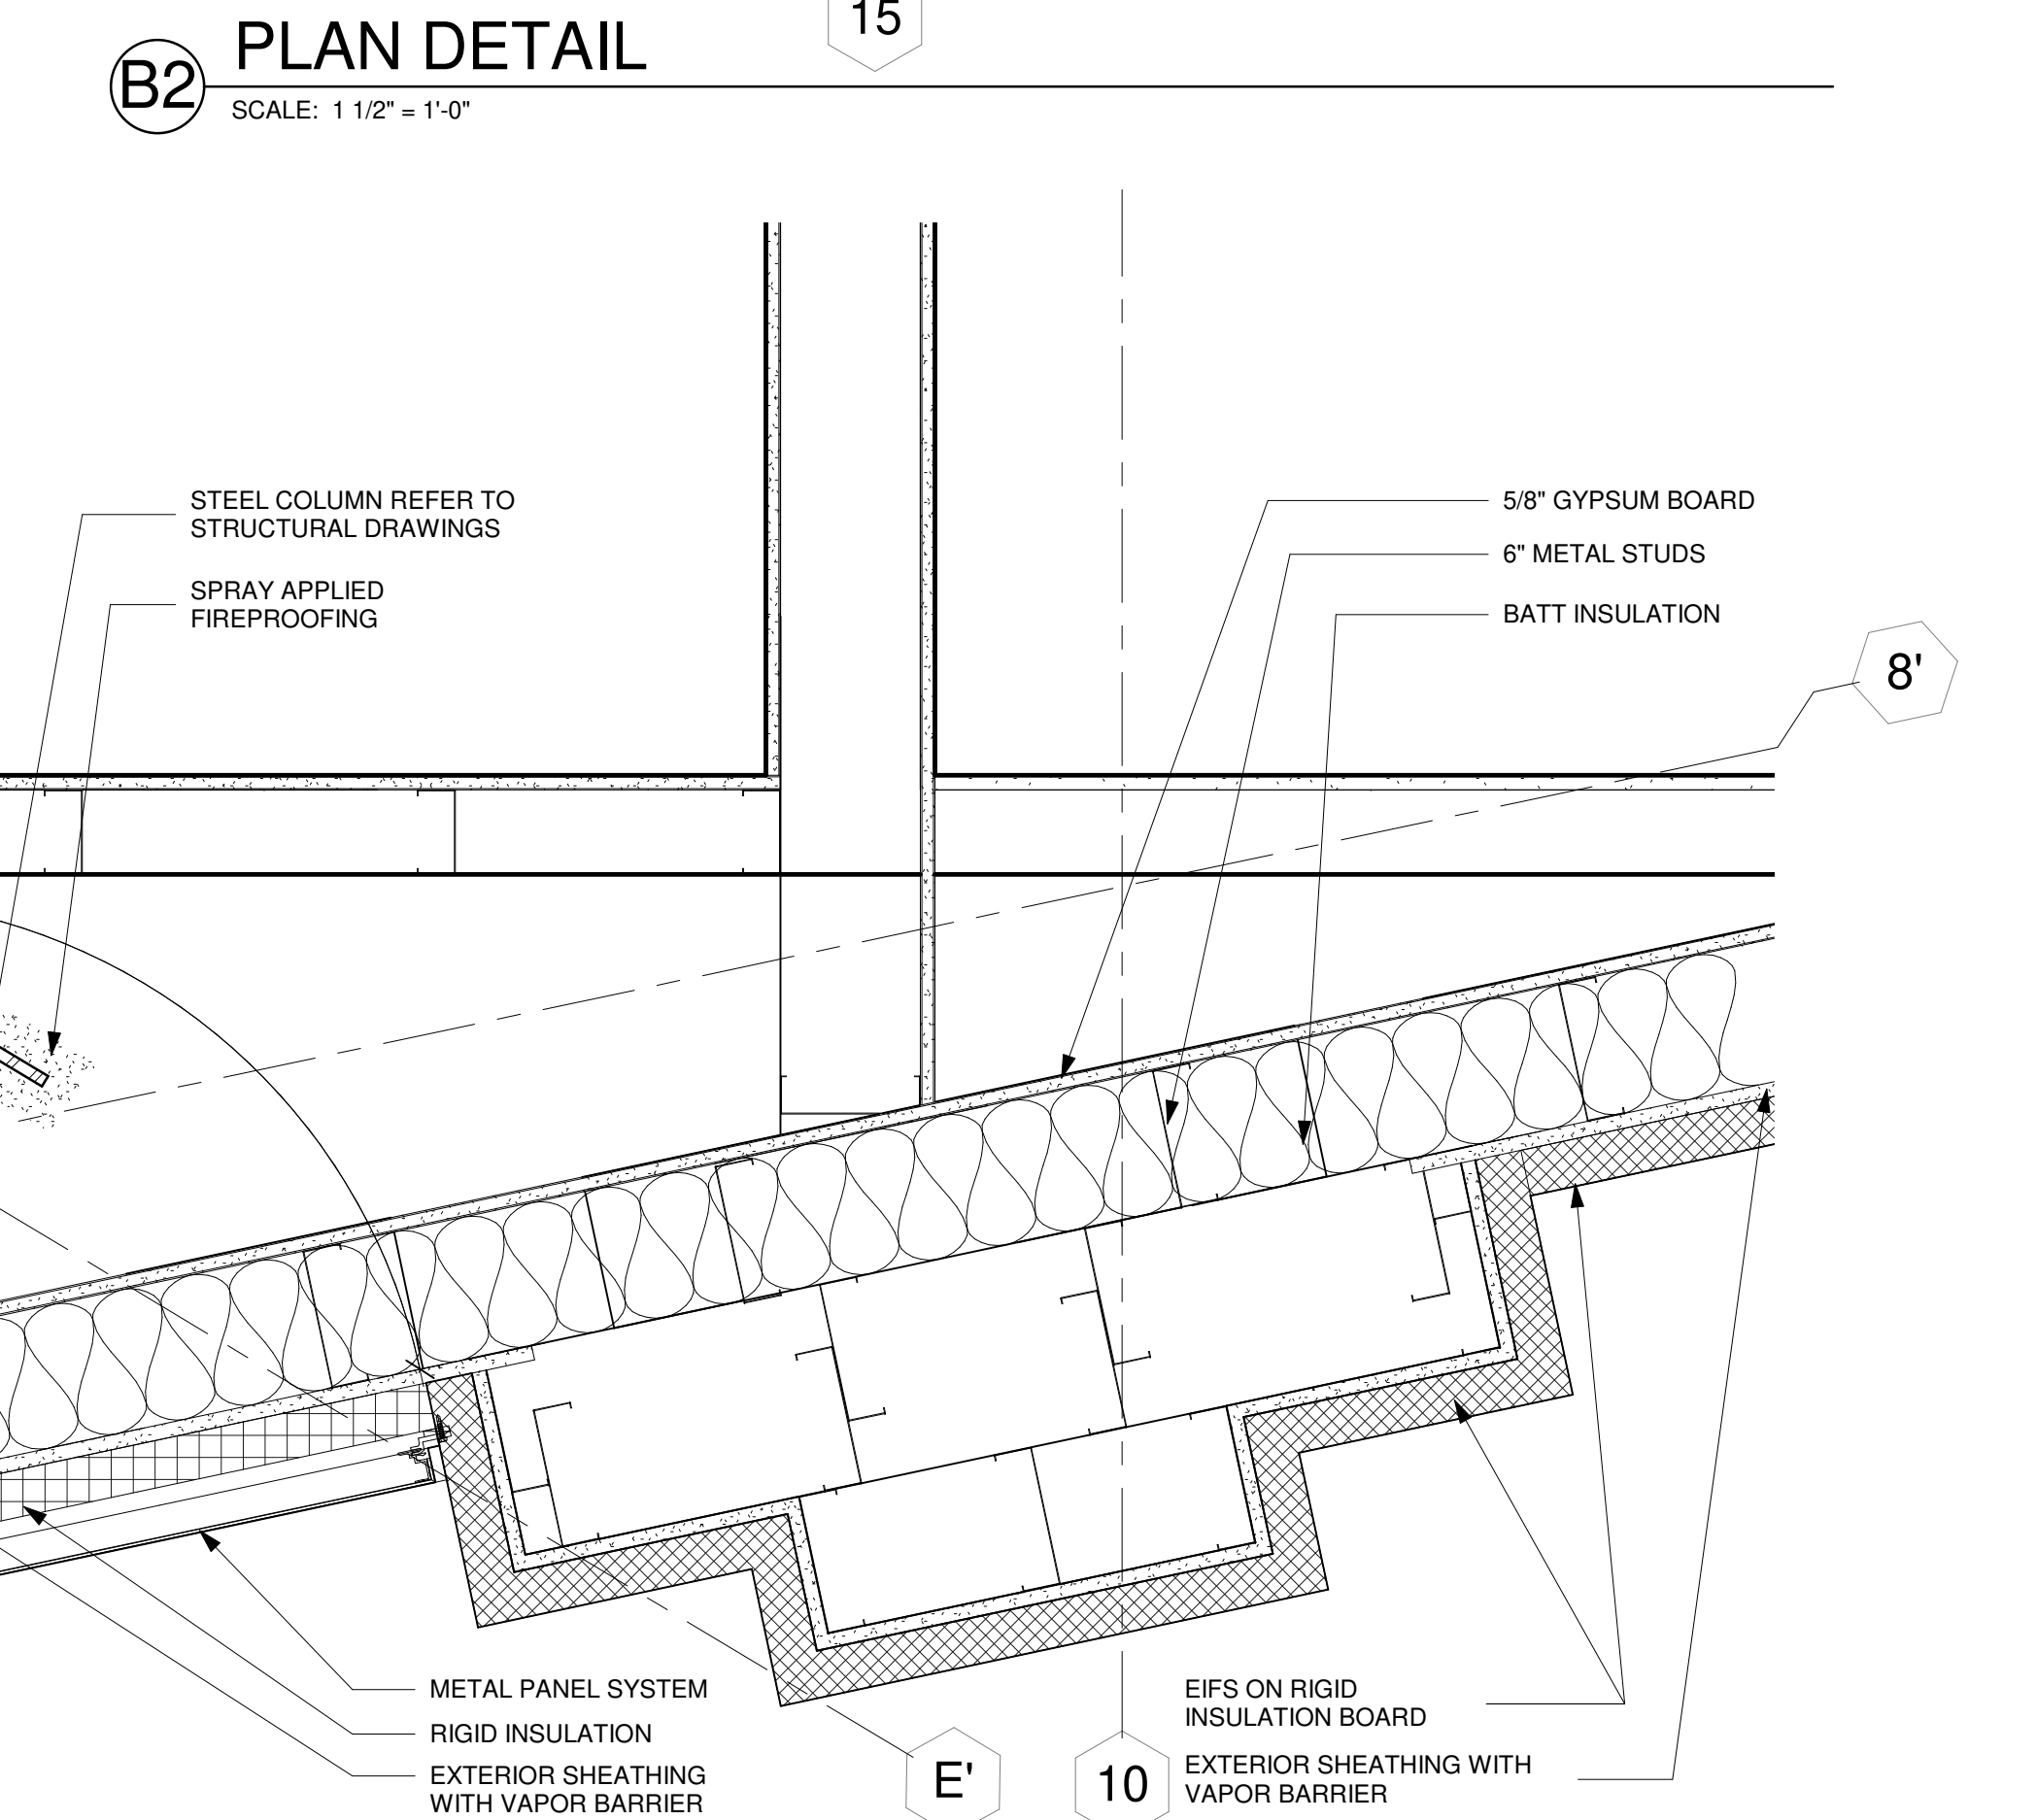 15
PLAN DETAIL
B2
SCALE: 1 1/2" = 1'-0"
STEEL COLUMN REFER TO
STRUCTURAL DRAWINGS
SPRAY APPLIED
FIREPROOFING
5/8" GYPSUM BOARD
6" METAL STUDS
BATT INSULATION
8'
METAL PANEL SYSTEM
RIGID INSULATION
EXTERIOR SHEATHING
WITH VAPOR BARRIER
E'
10
EIFS ON RIGID
INSULATION BOARD
EXTERIOR SHEATHING WITH
VAPOR BARRIER